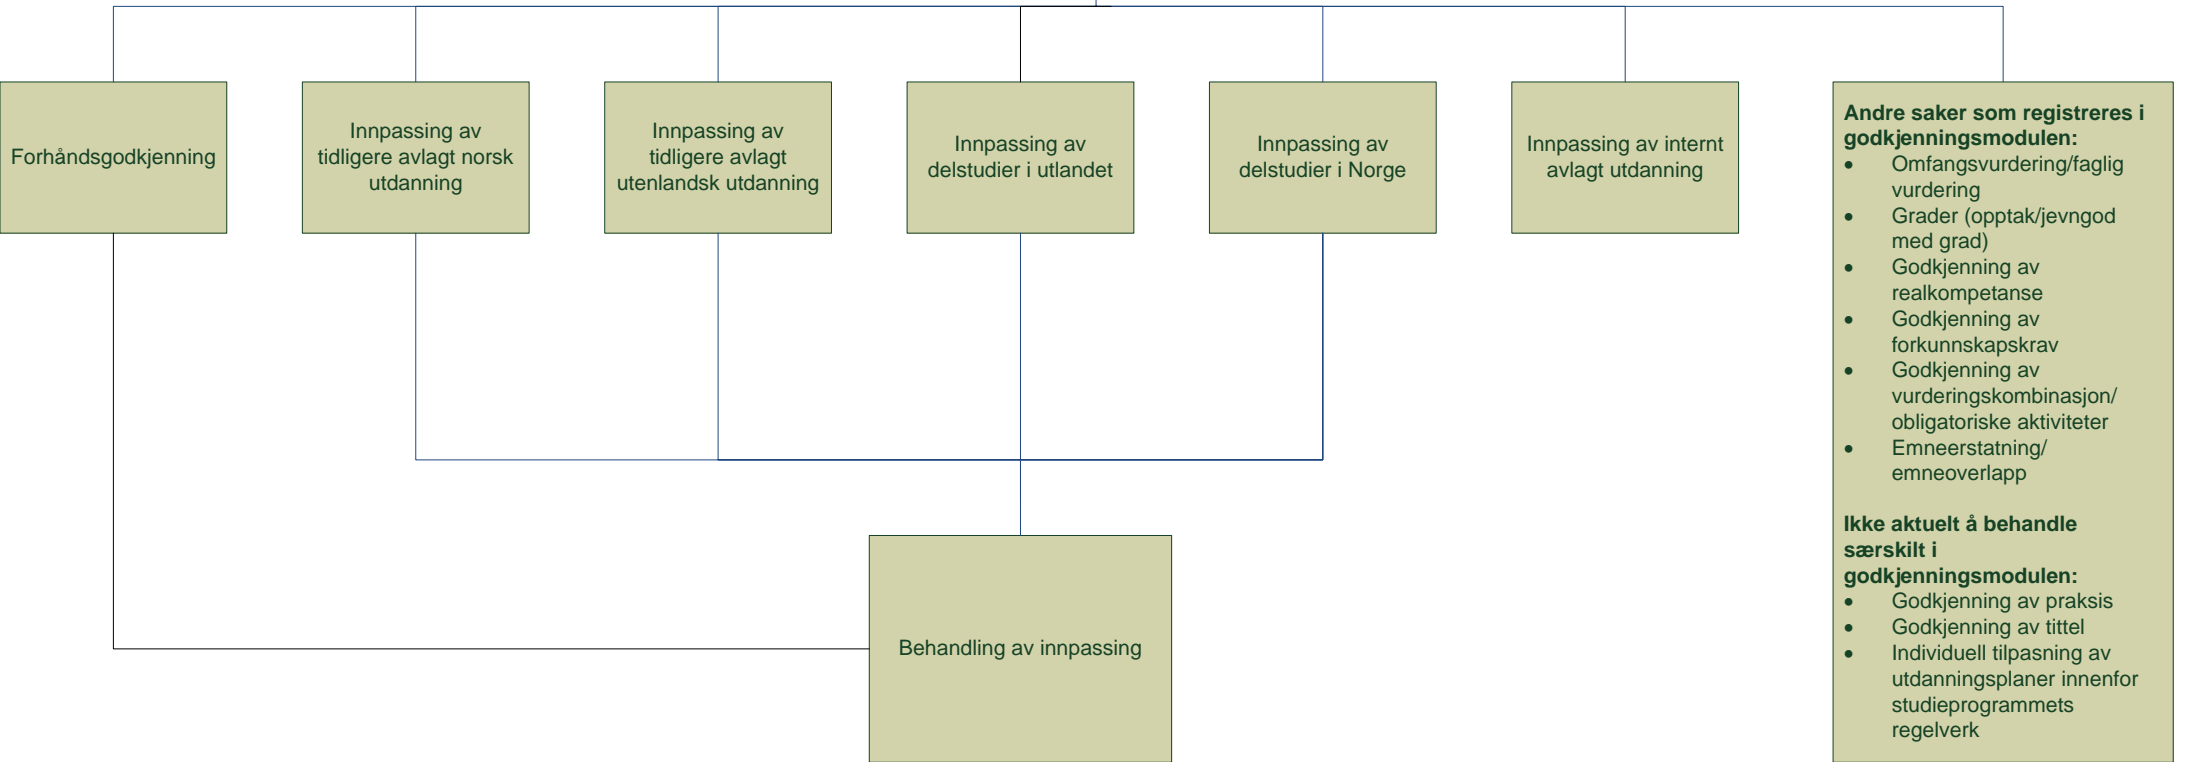 Forhåndsgodkjenning
Innpassing av
tidligere avlagt norsk
utdanning
Innpassing av
tidligere avlagt
utenlandsk utdanning
Innpassing av
delstudier i utlandet
Innpassing av
delstudier i Norge
Innpassing av internt
avlagt utdanning
Andre saker som registreres i
godkjenningsmodulen:
• Omfangsvurdering/faglig
vurdering
• Grader (opptak/jevngod
med grad)
• Godkjenning av
realkompetanse
• Godkjenning av
forkunnskapskrav
• Godkjenning av
vurderingskombinasjon/
obligatoriske aktiviteter
• Emneerstatning/
emneoverlapp
Ikke aktuelt å behandle
særskilt i
godkjenningsmodulen:
• Godkjenning av praksis
• Godkjenning av tittel
• Individuell tilpasning av
utdanningsplaner innenfor
studieprogrammets
regelverk
Behandling av innpassing